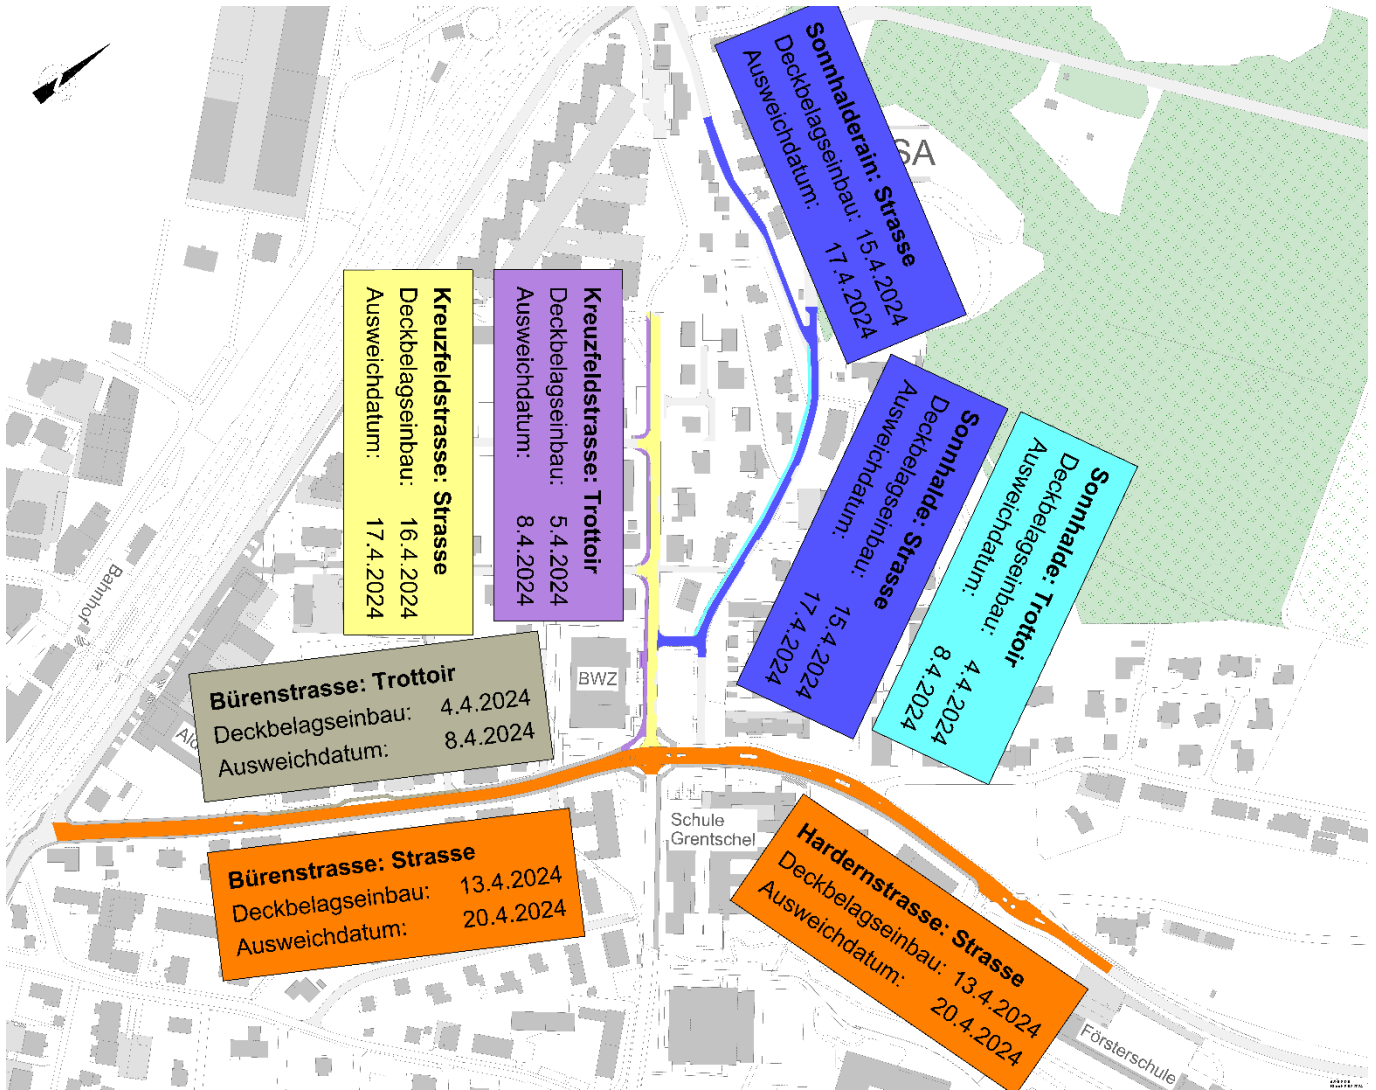 Sonnhalderain: Strasse
Deckbelagseinbau: 15.4.2024
Ausweichdatum: 17.4.2024
SA
Kreuzfeldstrasse: Strasse
Deckbelagseinbau: 16.4.2024
Ausweichdatum: 17.4.2024
Kreuzfeldstrasse: Trottoir
Deckbelagseinbau: 5.4.2024
Ausweichdatum: 8.4.2024
Sonnhalde: Strasse
Deckbelagseinbau: 15.4.2024
Ausweichdatum: 17.4.2024
Sonnhalde: Trottoir
Deckbelagseinbau: 4.4.2024
Ausweichdatum: 8.4.2024
Bahnhof
BWZ
Bürenstrasse: Trottoir
Deckbelagseinbau: 4.4.2024
Ausweichdatum: 8.4.2024
Schule
Grentschel
Bürenstrasse: Strasse
Deckbelagseinbau: 13.4.2024
Ausweichdatum: 20.4.2024
Hardernstrasse: Strasse
Deckbelagseinbau: 13.4.2024
Ausweichdatum: 20.4.2024
Försterschule